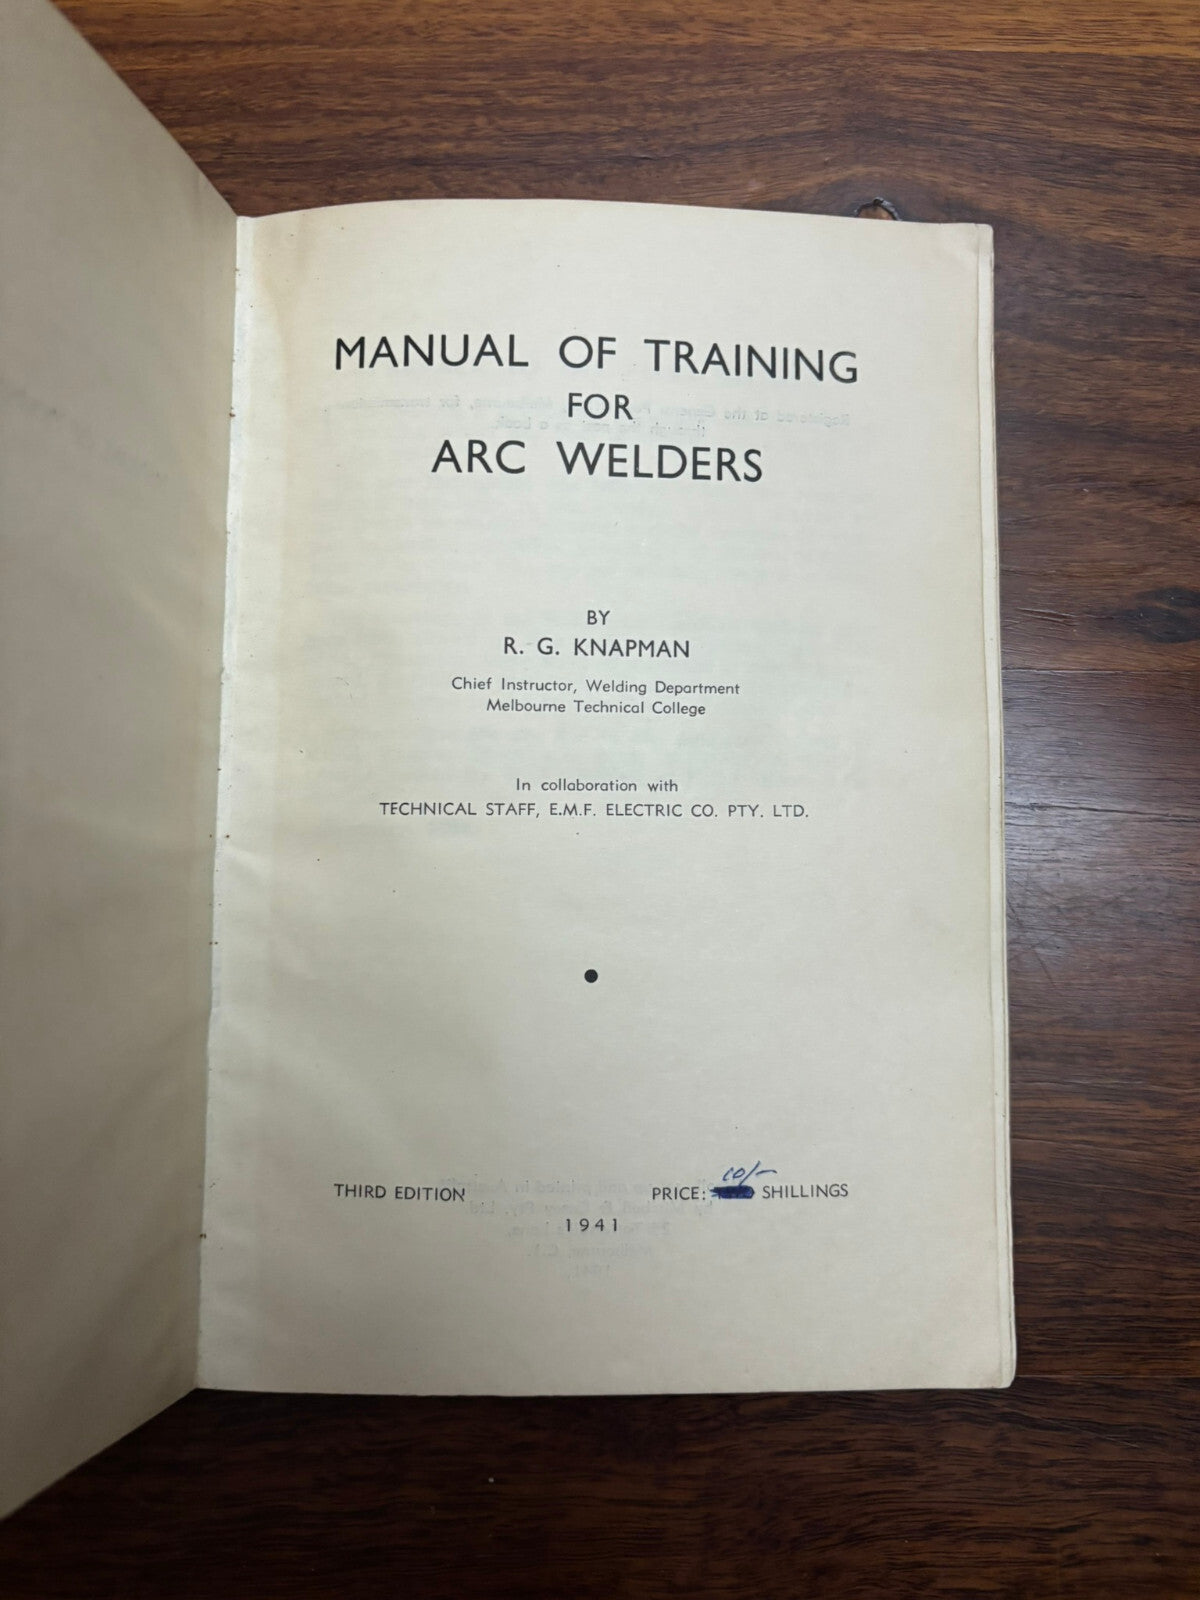 MANUAL OF TRAINING
FOR
ARC WELDERS
BY
R. G. KNAPMAN
Chief Instructor, Welding Department
Melbourne Technical College
In collaboration with
TECHNICAL STAFF, E.M.F. ELECTRIC CO. PTY. LTD.
THIRD EDITION
10/-
PRICE: SHILLINGS
1941